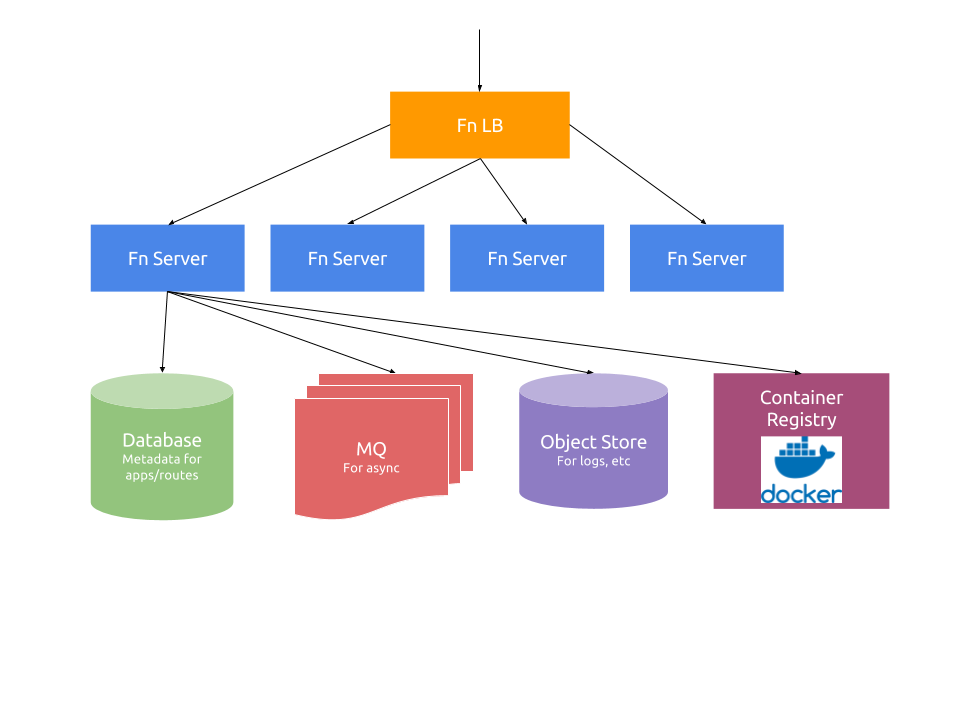 Fn LB
Fn Server
Fn Server
Fn Server
Fn Server
Database
Metadata for
apps/routes
MQ
For async
Object Store
For logs, etc
Container
Registry
docker